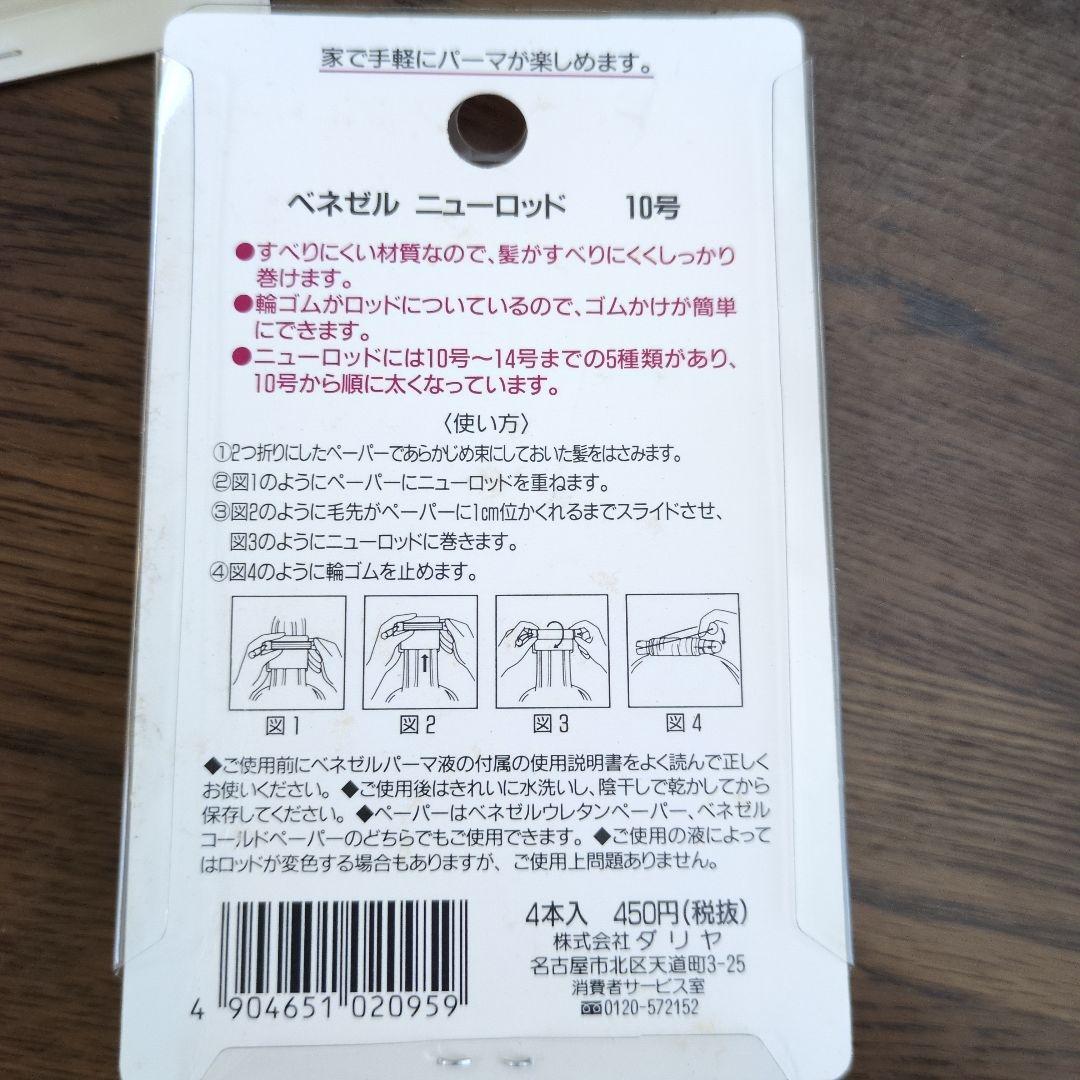 家で手軽にパーマが楽しめます。
ベネゼル ニューロッド 10号
●すべりにくい材質なので、髪がすべりにくくしっかり
巻けます。
●輪ゴムがロッドについているので、ゴムかけが簡単
にできます。
●ニューロッドには10号〜14号までの5種類があり、
10号から順に太くなっています。
〈使い方〉
①2つ折りにしたペーパーであらかじめ束にしておいた髪をはさみます。
②図1のようにペーパーにニューロッドを重ねます。
③図2のように毛先がペーパーに1cm位かくれるまでスライドさせ、
図3のようにニューロッドに巻きます。
④図4のように輪ゴムを止めます。
図1 図2 図3 図4
◆ご使用前にベネゼルパーマ液の付属の使用説明書をよく読んで正しく
お使いください。◆ご使用後はきれいに水洗いし、陰干しで乾かしてから
保存してください。◆ペーパーはベネゼルウレタンペーパー、ベネゼル
コールドペーパーのどちらでもご使用できます。◆ご使用の液によって
はロッドが変色する場合もありますが、ご使用上問題ありません。
4本入 450円(税抜)
株式会社 ダリヤ
名古屋市北区天道町3-25
消費者サービス室
0120-572152
4 904651 020959